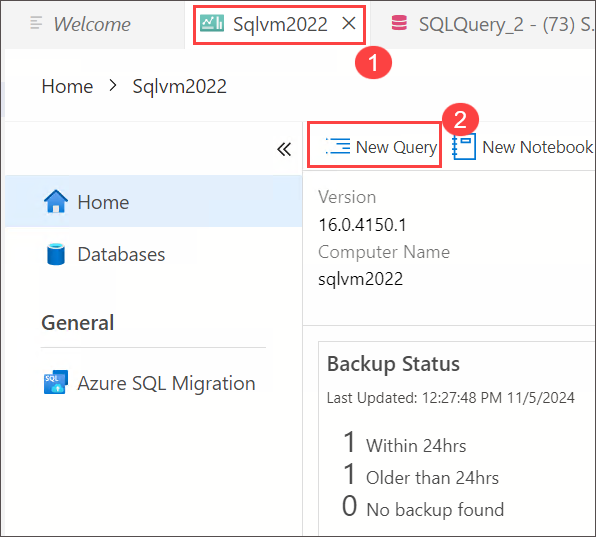 Welcome
Sqlvm2022
SQLQuery_2 - (73) S.
1
Home > Sqlvm2022
2
New Query
New Notebook
Home
Databases
General
SQL
Azure SQL Migration
Version
16.0.4150.1
Computer Name
sqlvm2022
Backup Status
Last Updated: 12:27:48 PM 11/5/2024
1 Within 24hrs
1 Older than 24hrs
0 No backup found